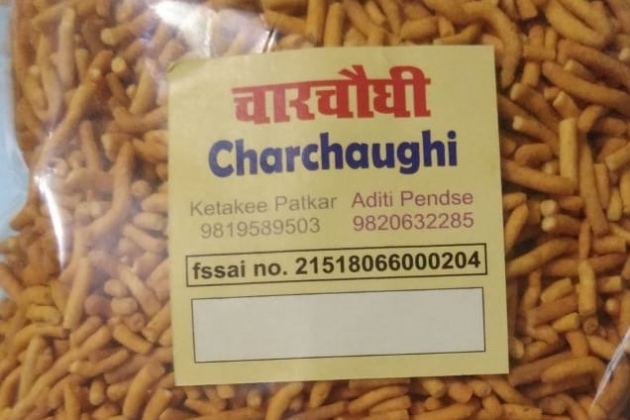 चारचौघी
Charchaughi
Ketakee Patkar Aditi Pendse
9819589503 9820632285
fssai no. 21518066000204